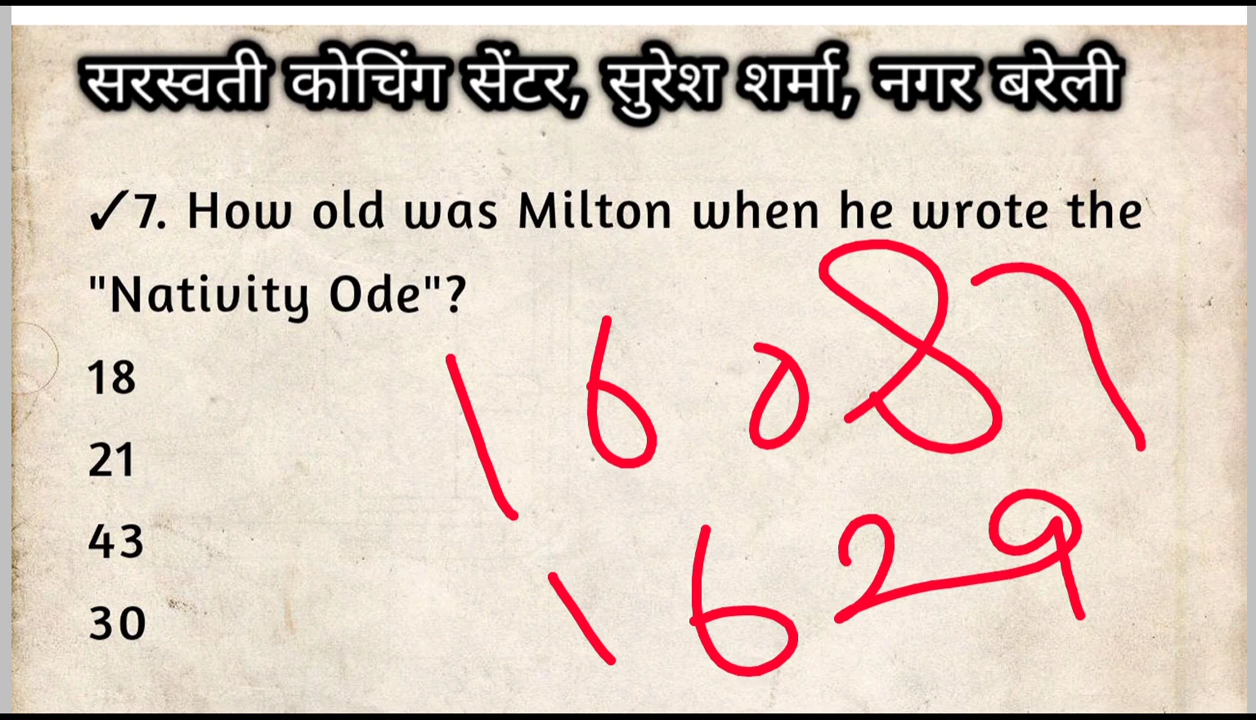 सरस्वती कोचिंग सेंटर, सुरेश शर्मा, नगर बरेली
✓7. How old was Milton when he wrote the
"Nativity Ode"?
18
21
43
30
1608
1629